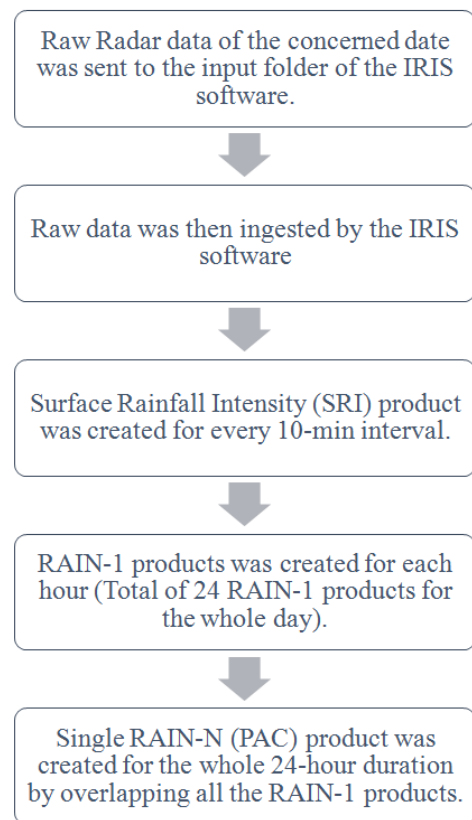 Raw Radar data of the concerned date
was sent to the input folder of the IRIS
software.
Raw data was then ingested by the IRIS
software
Surface Rainfall Intensity (SRI) product
was created for every 10-min interval.
RAIN-1 products was created for each
hour (Total of 24 RAIN-1 products for
the whole day).
Single RAIN-N (PAC) product was
created for the whole 24-hour duration
by overlapping all the RAIN-1 products.